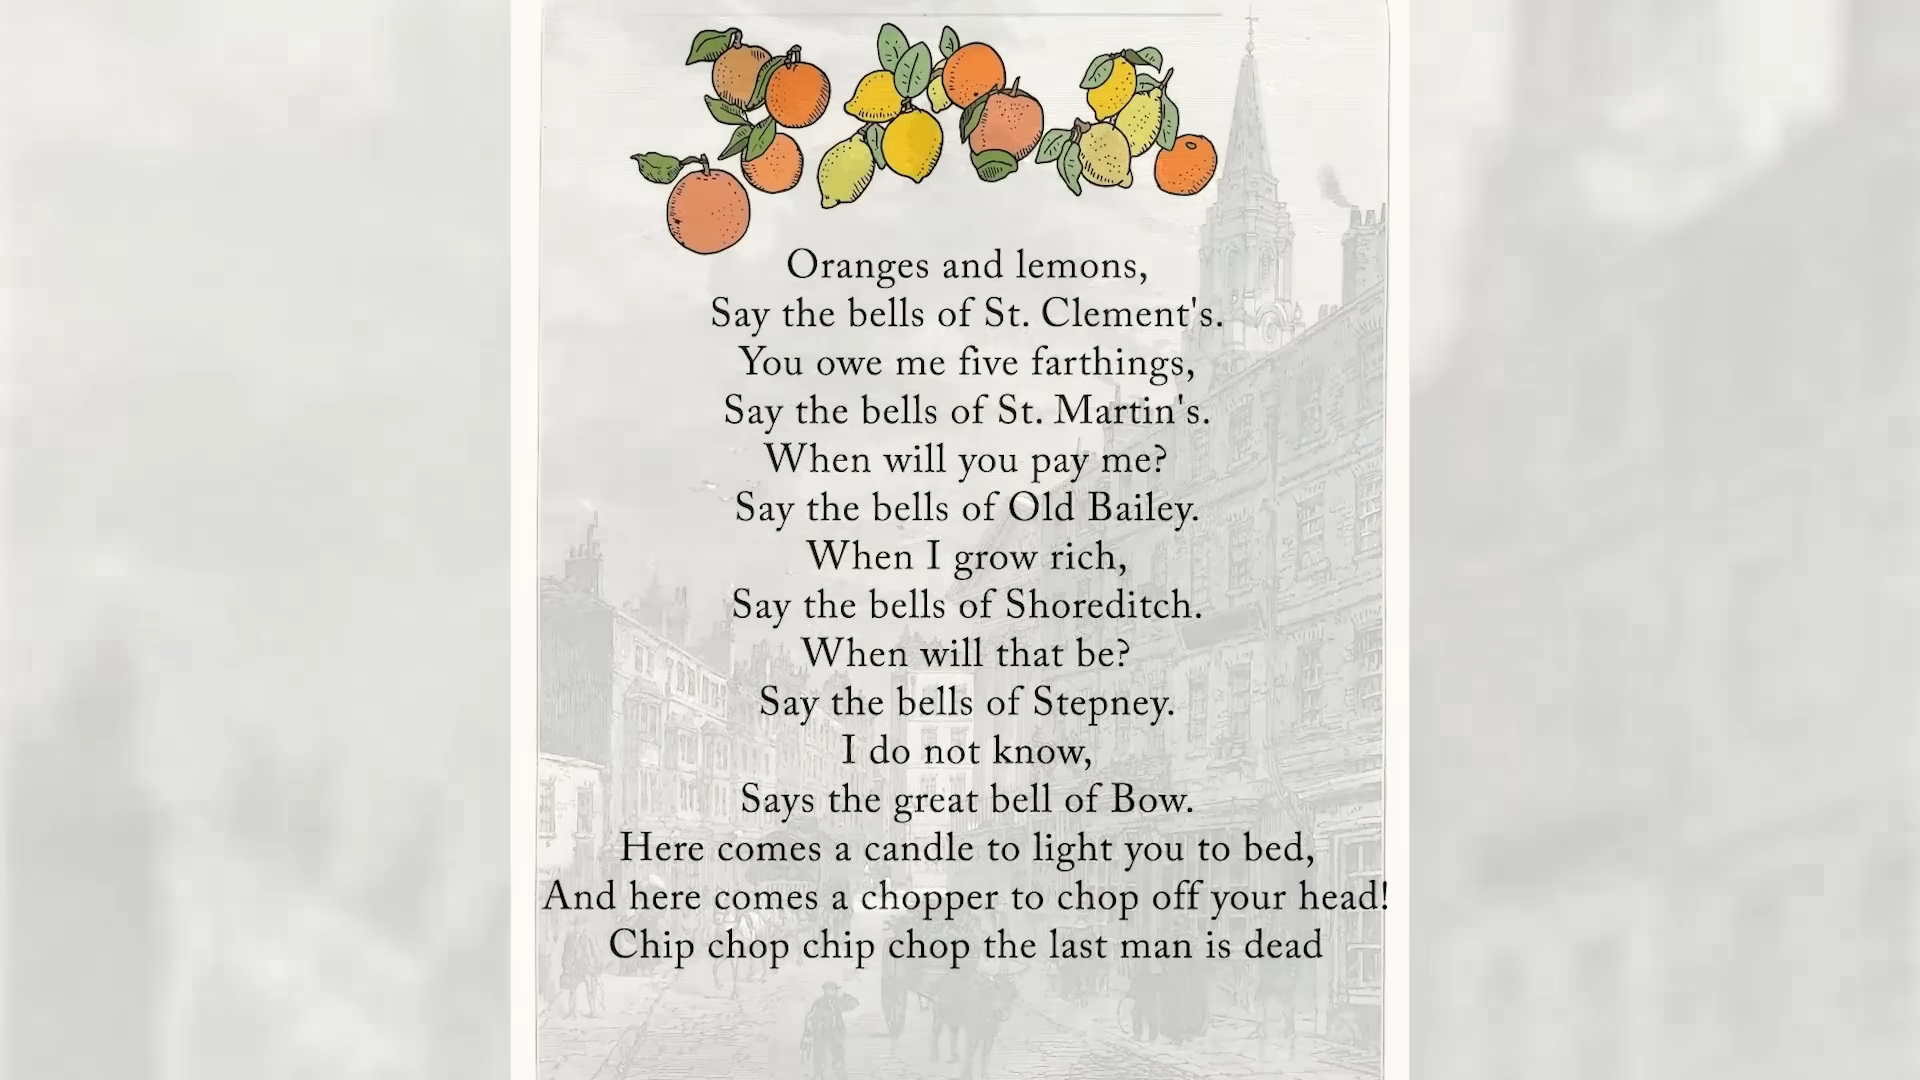 Oranges and lemons,
Say the bells of St. Clement's.
You owe me five farthings,
Say the bells of St. Martin's.
When will you pay me?
Say the bells of Old Bailey.
When I grow rich,
Say the bells of Shoreditch.
When will that be?
Say the bells of Stepney.
I do not know,
Says the great bell of Bow.
Here comes a candle to light you to bed,
And here comes a chopper to chop off your head!
Chip chop chip chop the last man is dead